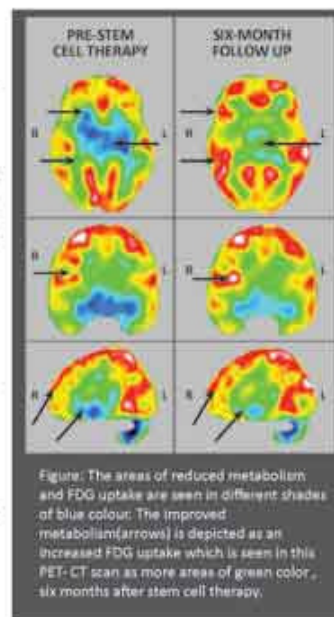 PRE-STEM
CELL THERAPY
SIX-MONTH
FOLLOW UP
R
L
R
L
R
L
R
L
R
L
R
L
Figure: The areas of reduced metabolism
and FDG uptake are seen in different shades
of blue colour. The improved
metabolism(arrows) is depicted as an
increased FDG uptake which is seen in this
PET- CT scan as more areas of green color ,
six months after stem cell therapy.